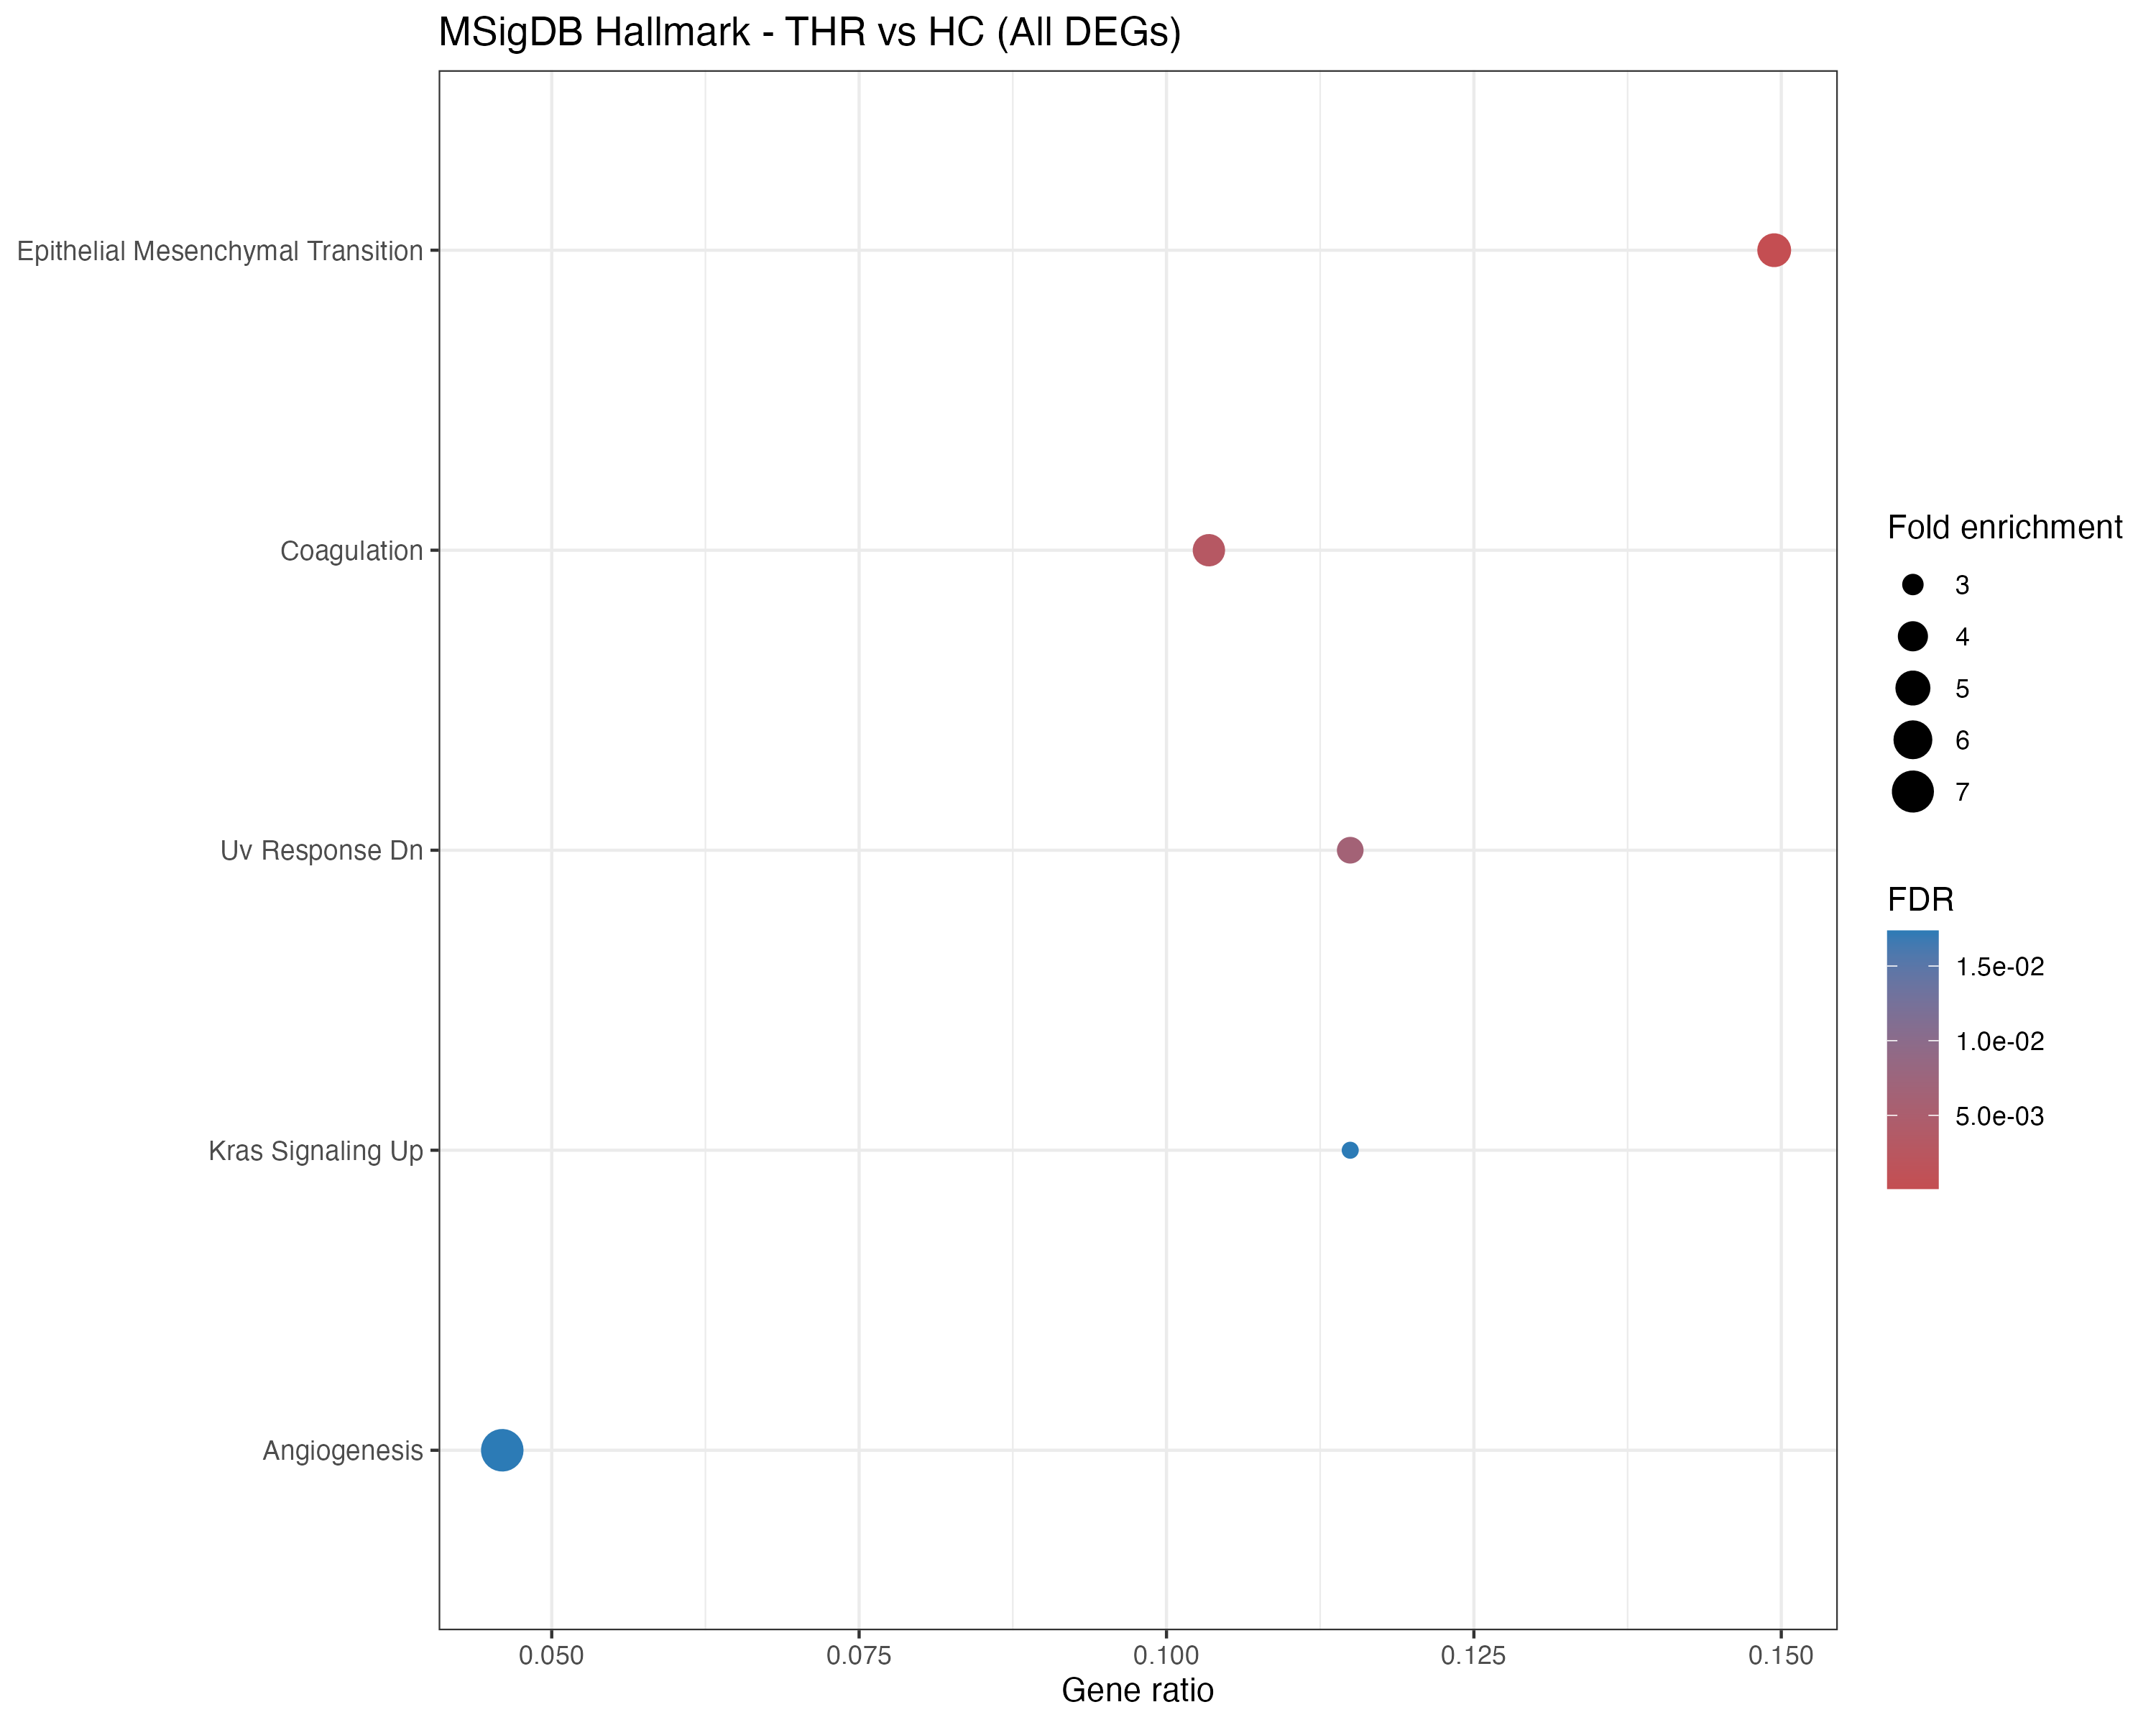 MSigDB Hallmark - THR vs HC (All DEGs)
Epithelial Mesenchymal Transition
Coagulation
Uv Response Dn
Kras Signaling Up
Angiogenesis
0.050
0.075
0.100
0.125
0.150
Gene ratio
Fold enrichment
3
4
5
6
7
FDR
1.5e-02
1.0e-02
5.0e-03